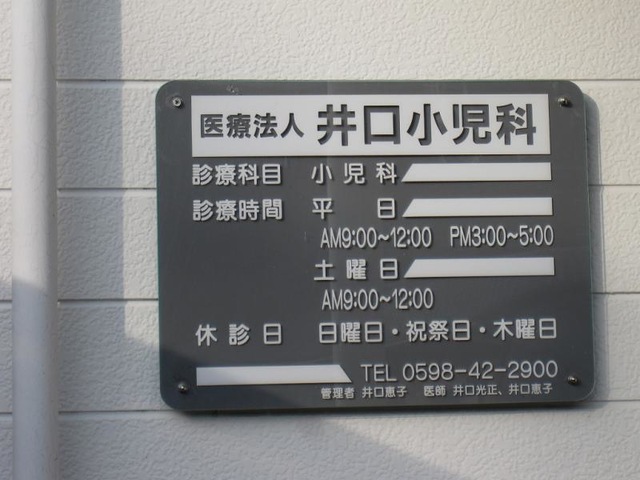 医療法人 井口小児科
診療科目 小児科
診療時間 平日
AM9:00~12:00 PM3:00~5:00
土曜日
AM9:00~12:00
休診日 日曜日・祝祭日・木曜日
TEL 0598-42-2900
管理者 井口恵子 医師 井口光正、井口恵子